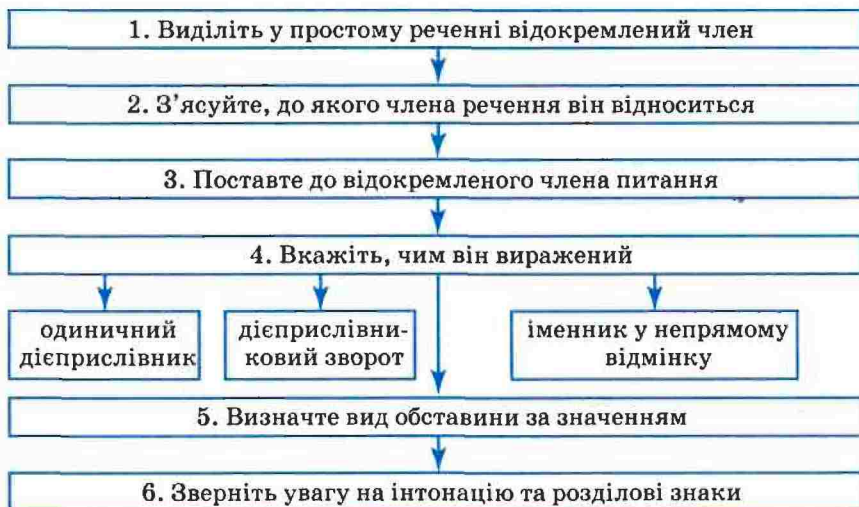 1. Виділіть у простому реченні відокремлений член
2. З’ясуйте, до якого члена речення він відноситься
3. Поставте до відокремленого члена питання
4. Вкажіть, чим він виражений
одиничний
дієприслівник
дієприслівни-
ковий зворот
іменник у непрямому
відмінку
5. Визначте вид обставини за значенням
6. Зверніть увагу на інтонацію та розділові знаки